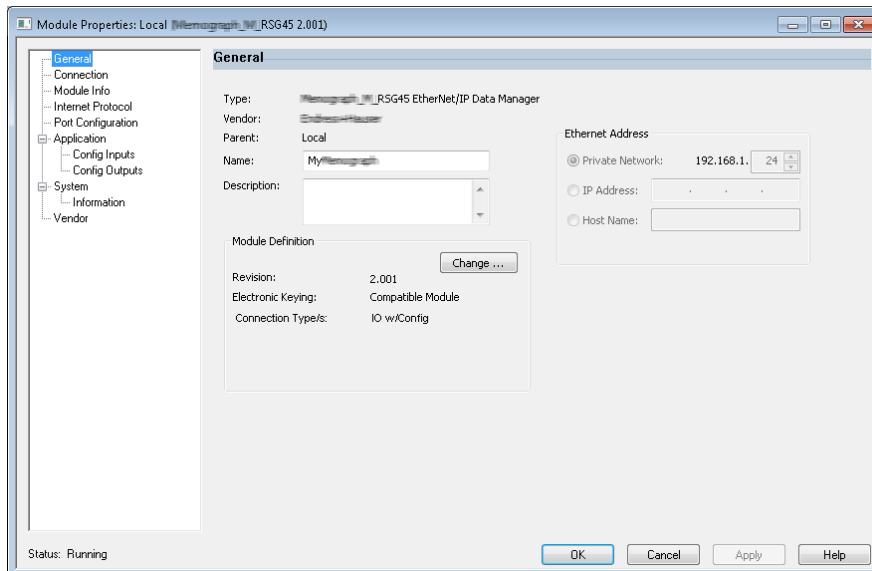 Module Properties: Local RSG45 2.001)
General
Connection
Module Info
Internet Protocol
Port Configuration
Application
Config Inputs
Config Outputs
System
Information
Vendor
General
Type: RSG45 EtherNet/IP Data Manager
Vendor:
Parent: Local
Name: My
Description:
Module Definition
Change ...
Revision: 2.001
Electronic Keying: Compatible Module
Connection Type/s: IO w/Config
Ethernet Address
Private Network: 192.168.1. 24
IP Address: . . .
Host Name:
Status: Running
OK Cancel Apply Help